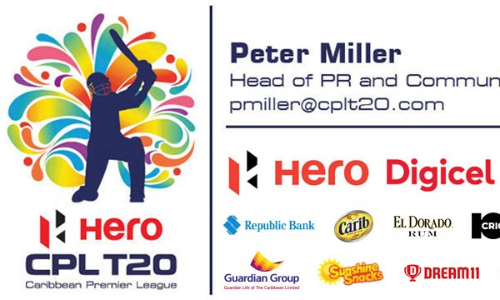 Hero
CPLT20
Caribbean Premier League
Peter Miller
Head of PR and Commun
pmiller@cplt20.com
Hero Digicel
Republic Bank
Carib
EL DORADO
RUM
CRIC
Guardian Group
Guardian Life of The Caribbean Limited
Sunshine
Snacks
DREAM11